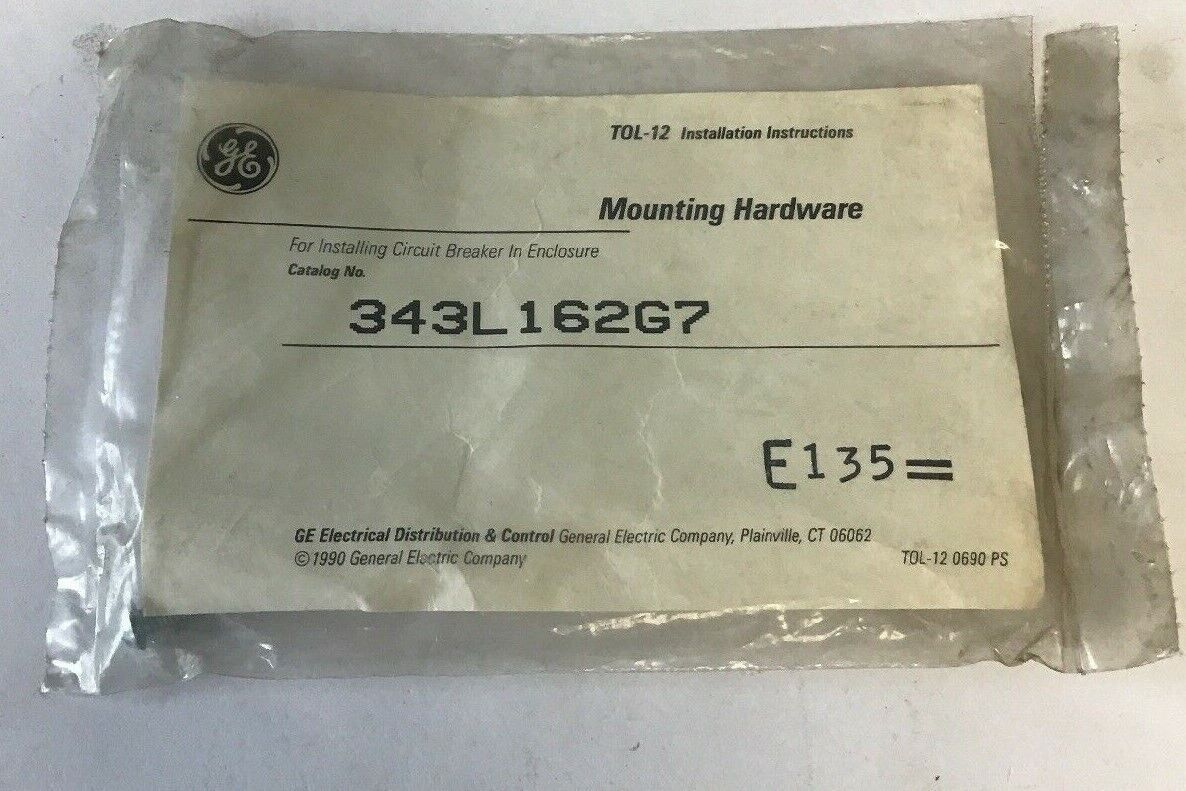 GE
TOL-12 Installation Instructions
Mounting Hardware
For Installing Circuit Breaker In Enclosure
Catalog No.
343L162G7
E135=
GE Electrical Distribution & Control General Electric Company, Plainville, CT 06062
©1990 General Electric Company
TOL-12 0690 PS